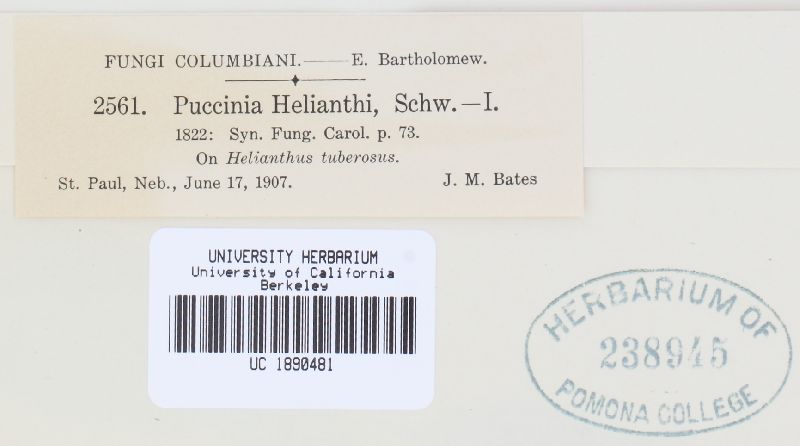 FUNGI COLUMBIANI.——E. Bartholomew.
2561. Puccinia Helianthi, Schw.—I.
1822: Syn. Fung. Carol. p. 73.
On Helianthus tuberosus.
St. Paul, Neb., June 17, 1907. J. M. Bates
UNIVERSITY HERBARIUM
University of California
Berkeley
UC 1890481
HERBARIUM OF
238945
POMONA COLLEGE